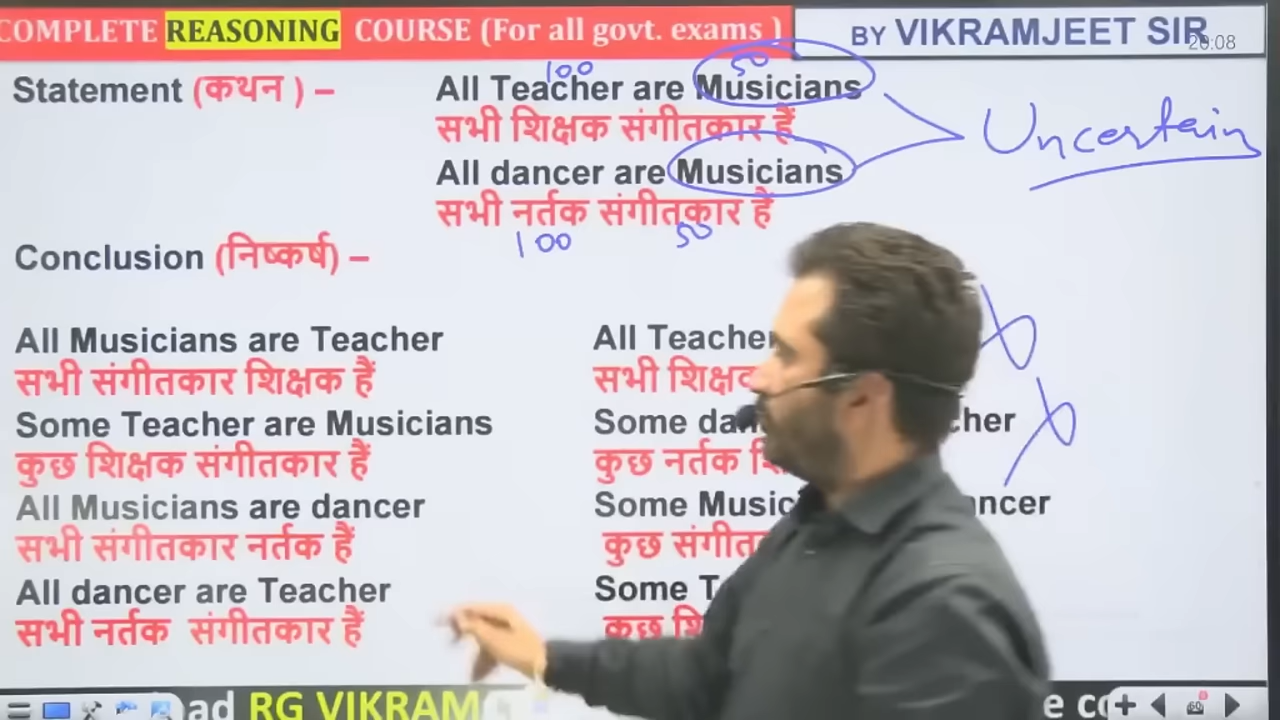 COMPLETE REASONING COURSE (For all govt. exams )
BY VIKRAMJEET SIR
20:08
Statement (कथन ) –
100
50
All Teacher are Musicians
सभी शिक्षक संगीतकार हैं
Uncertain
All dancer are Musicians
सभी नर्तक संगीतकार हैं
100
50
Conclusion (निष्कर्ष) –
All Musicians are Teacher
All Teacher
सभी संगीतकार शिक्षक हैं
सभी
Some Teacher are Musicians
Some
कुछ शिक्षक संगीतकार हैं
कुछ नर्तक
All Musicians are dancer
Some
सभी संगीतकार नर्तक हैं
कुछ
All dancer are Teacher
Some
सभी नर्तक संगीतकार हैं
कुछ
RG VIKRAM
60